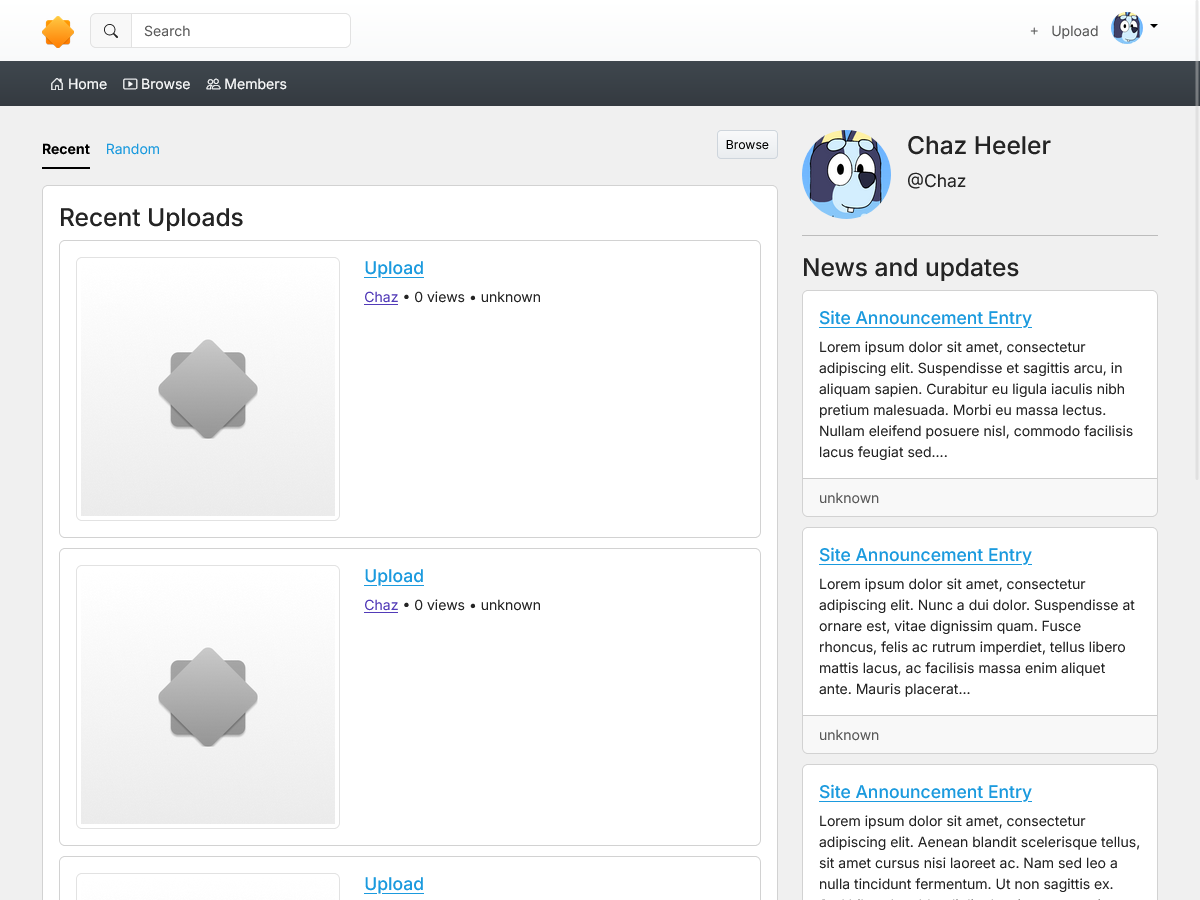 Search
+ Upload
Home Browse Members
Recent Random
Browse
Recent Uploads
Upload
Chaz • 0 views • unknown
Upload
Chaz • 0 views • unknown
Upload
Chaz Heeler
@Chaz
News and updates
Site Announcement Entry
Lorem ipsum dolor sit amet, consectetur
adipiscing elit. Suspendisse et sagittis arcu, in
aliquam sapien. Curabitur eu ligula iaculis nibh
pretium malesuada. Morbi eu massa lectus.
Nullam eleifend posuere nisl, commodo facilisis
lacus feugiat sed....
unknown
Site Announcement Entry
Lorem ipsum dolor sit amet, consectetur
adipiscing elit. Nunc a dui dolor. Suspendisse at
ornare est, vitae dignissim quam. Fusce
rhoncus, felis ac rutrum imperdiet, tellus libero
mattis lacus, ac facilisis massa enim aliquet
ante. Mauris placerat...
unknown
Site Announcement Entry
Lorem ipsum dolor sit amet, consectetur
adipiscing elit. Aenean blandit scelerisque tellus,
sit amet cursus nisi laoreet ac. Nam sed leo a
nulla tincidunt fermentum. Ut non sagittis ex.